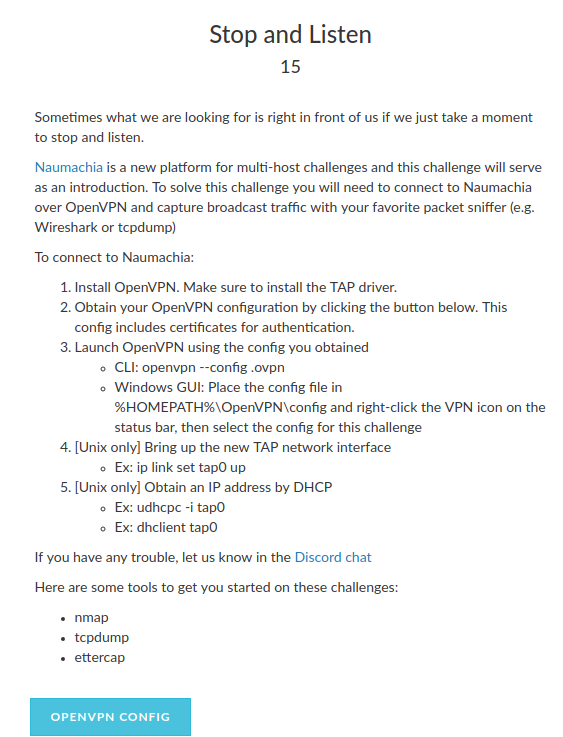 Stop and Listen
15
Sometimes what we are looking for is right in front of us if we just take a moment
to stop and listen.
Naumachia is a new platform for multi-host challenges and this challenge will serve
as an introduction. To solve this challenge you will need to connect to Naumachia
over OpenVPN and capture broadcast traffic with your favorite packet sniffer (e.g.
Wireshark or tcpdump)
To connect to Naumachia:
1. Install OpenVPN. Make sure to install the TAP driver.
2. Obtain your OpenVPN configuration by clicking the button below. This
config includes certificates for authentication.
3. Launch OpenVPN using the config you obtained
◦ CLI: openvpn --config .ovpn
◦ Windows GUI: Place the config file in
%HOMEPATH%\OpenVPN\config and right-click the VPN icon on the
status bar, then select the config for this challenge
4. [Unix only] Bring up the new TAP network interface
◦ Ex: ip link set tap0 up
5. [Unix only] Obtain an IP address by DHCP
◦ Ex: udhcpc -i tap0
◦ Ex: dhclient tap0
If you have any trouble, let us know in the Discord chat
Here are some tools to get you started on these challenges:
• nmap
• tcpdump
• ettercap
OPENVPN CONFIG